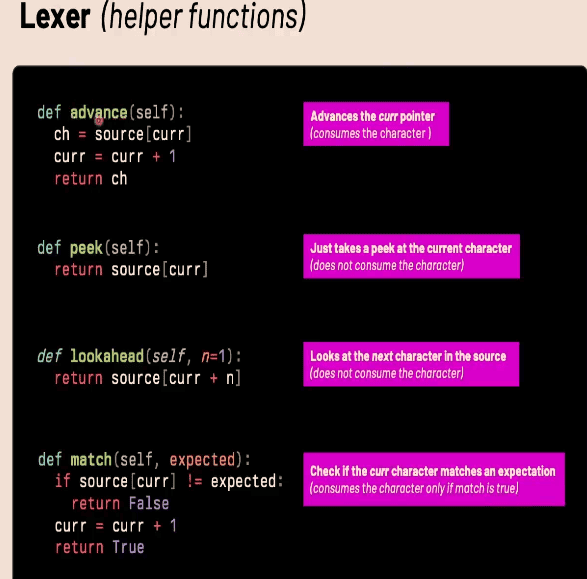 Lexer (helper functions)
def advance(self):
  ch = source[curr]
  curr = curr + 1
  return ch
Advances the curr pointer
(consumes the character )
def peek(self):
  return source[curr]
Just takes a peek at the current character
(does not consume the character)
def lookahead(self, n=1):
  return source[curr + n]
Looks at the next character in the source
(does not consume the character)
def match(self, expected):
  if source[curr] != expected:
    return False
  curr = curr + 1
  return True
Check if the curr character matches an expectation
(consumes the character only if match is true)